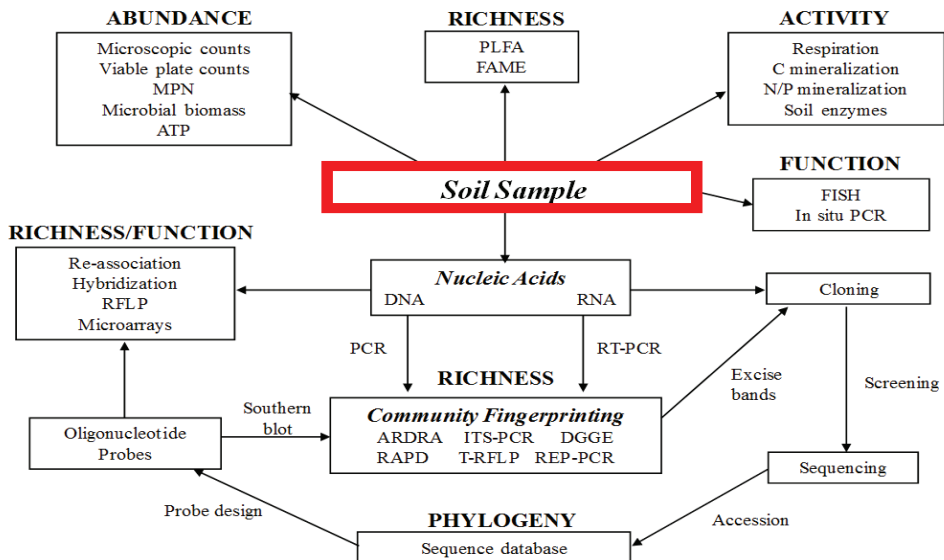 ABUNDANCE
Microscopic counts
Viable plate counts
MPN
Microbial biomass
ATP
RICHNESS
PLFA
FAME
ACTIVITY
Respiration
C mineralization
N/P mineralization
Soil enzymes
Soil Sample
FUNCTION
FISH
In situ PCR
RICHNESS/FUNCTION
Re-association
Hybridization
RFLP
Microarrays
Nucleic Acids
DNA RNA
Cloning
PCR
RT-PCR
RICHNESS
Community Fingerprinting
ARDRA ITS-PCR DGGE
RAPD T-RFLP REP-PCR
Excise
bands
Screening
Southern
blot
Oligonucleotide
Probes
Sequencing
Probe design
Accession
PHYLOGENY
Sequence database